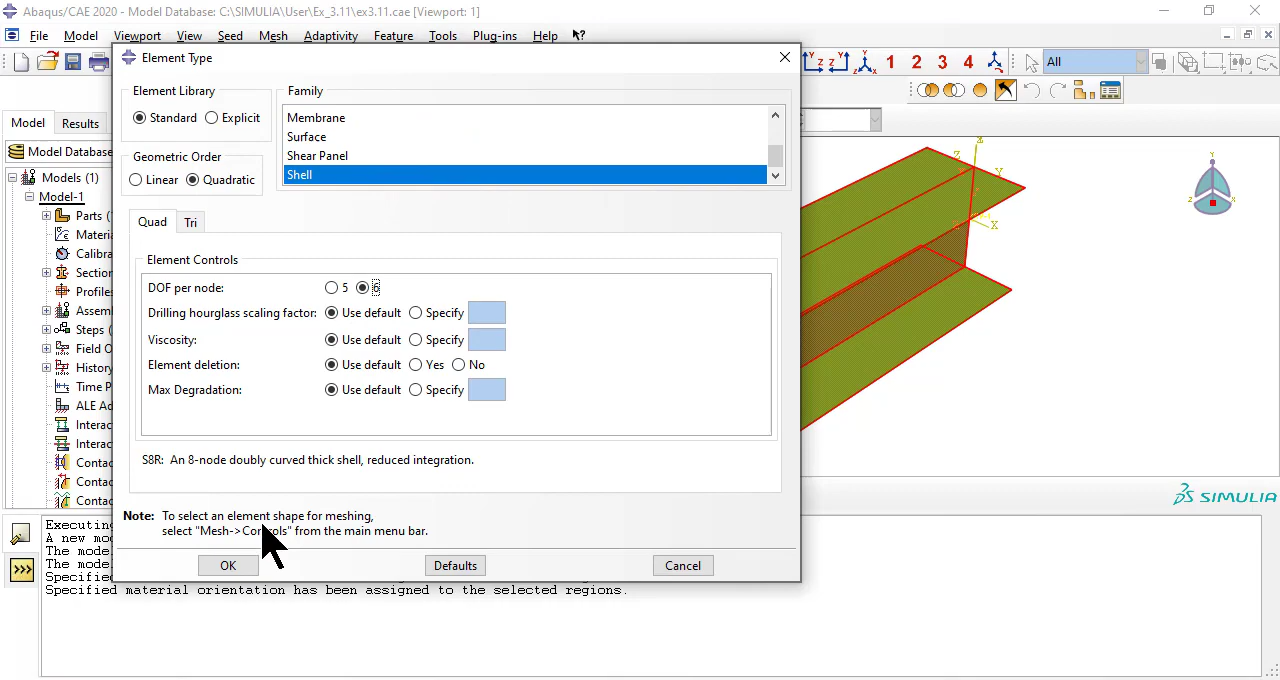 Abaqus/CAE 2020 - Model Database: C:\SIMULIA\User\Ex_3.11\ex3.11.cae [Viewport: 1]
File Model Viewport View Seed Mesh Adaptivity Feature Tools Plug-ins Help
Element Type
1 2 3 4 All
Element Library
Standard Explicit
Geometric Order
Linear Quadratic
Family
Membrane
Surface
Shear Panel
Shell
Model Results
Model Database
Models (1)
Model-1
Parts (
Materi
Calibra
Section
Profile
Assem
Steps (
Field O
History
Time P
ALE Ad
Interac
Interac
Contac
Contac
Contac
Quad Tri
Element Controls
DOF per node: 5 6
Drilling hourglass scaling factor: Use default Specify
Viscosity: Use default Specify
Element deletion: Use default Yes No
Max Degradation: Use default Specify
S8R: An 8-node doubly curved thick shell, reduced integration.
Note: To select an element shape for meshing,
select "Mesh->Controls" from the main menu bar.
OK Defaults Cancel
Z
Z
Y
X
Y
Z
X
SIMULIA
Executing
A new mo
The mode
The mode
Specified
Specified material orientation has been assigned to the selected regions.